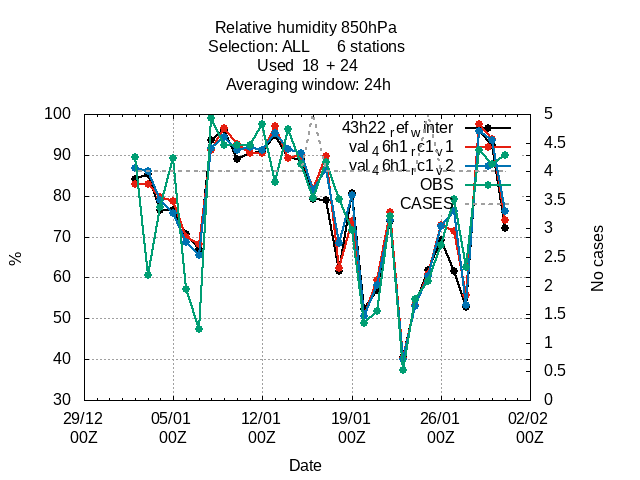 Relative humidity 850hPa
Selection: ALL 6 stations
Used 18 + 24
Averaging window: 24h
100
90
80
70
60
50
40
30
%
5
4.5
4
3.5
3
2.5
2
1.5
1
0.5
0
No cases
43h22_ref_winter
val_46h1_rc1_v1
val_46h1_rc1_v2
OBS
CASES
29/12 05/01 12/01 19/01 26/01 02/02
00Z 00Z 00Z 00Z 00Z 00Z
Date